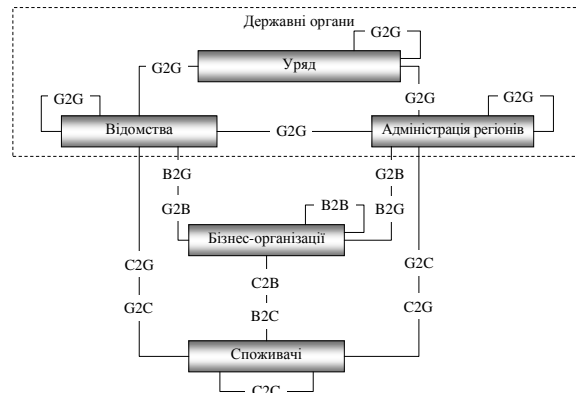 Державні органи
G2G
Уряд
G2G
G2G
G2G
G2G
Відомства
G2G
Адміністрація регіонів
B2G
G2B
G2B
B2G
B2B
Бізнес-організації
C2G
G2C
G2C
C2G
C2B
B2C
Споживачі
C2C